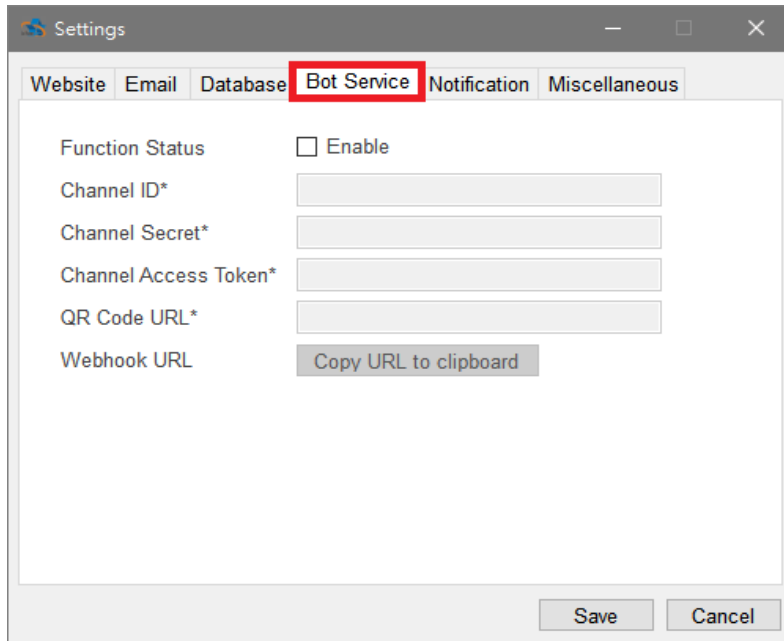 Settings
Website Email Database Bot Service Notification Miscellaneous
Function Status Enable
Channel ID*
Channel Secret*
Channel Access Token*
QR Code URL*
Webhook URL Copy URL to clipboard
Save Cancel